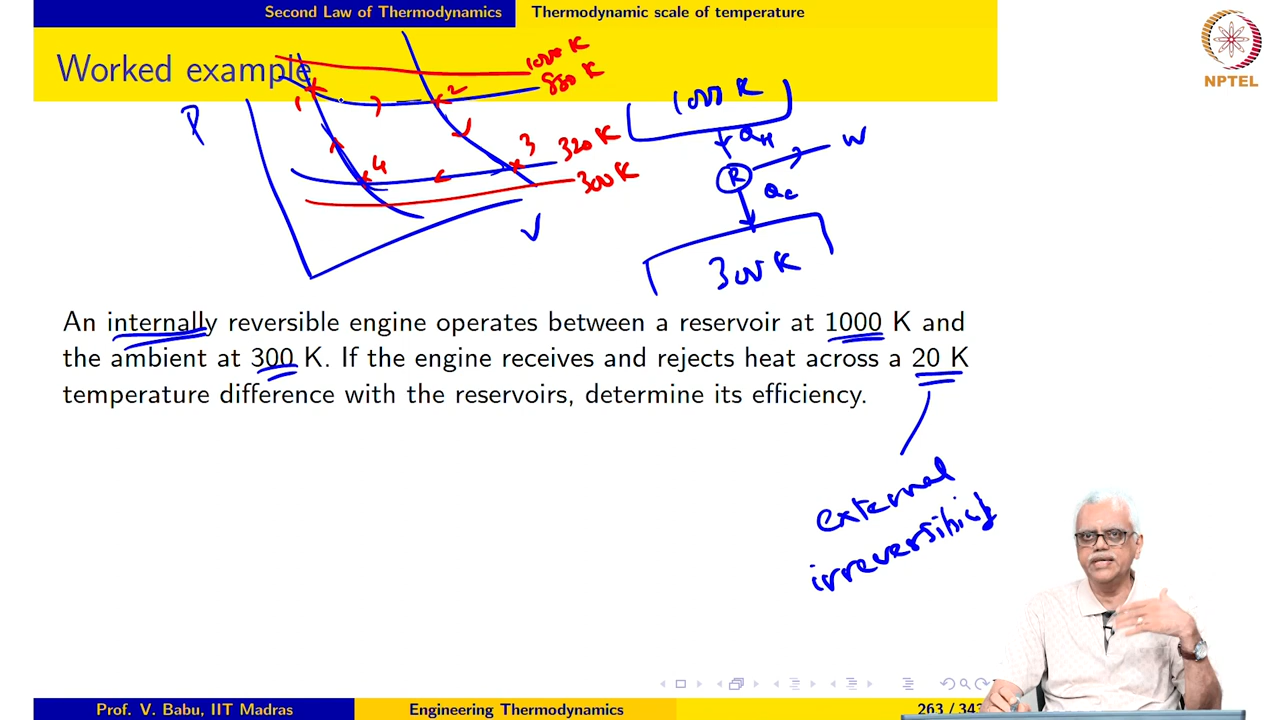 Second Law of Thermodynamics Thermodynamic scale of temperature
Worked example
NPTEL
P
1000 K
880 K
1
2
3
4
320 K
300 K
V
1000 K
QH
R
W
QC
300 K
An internally reversible engine operates between a reservoir at 1000 K and
the ambient at 300 K. If the engine receives and rejects heat across a 20 K
temperature difference with the reservoirs, determine its efficiency.
external
irreversibility
Prof. V. Babu, IIT Madras Engineering Thermodynamics 263 / 343